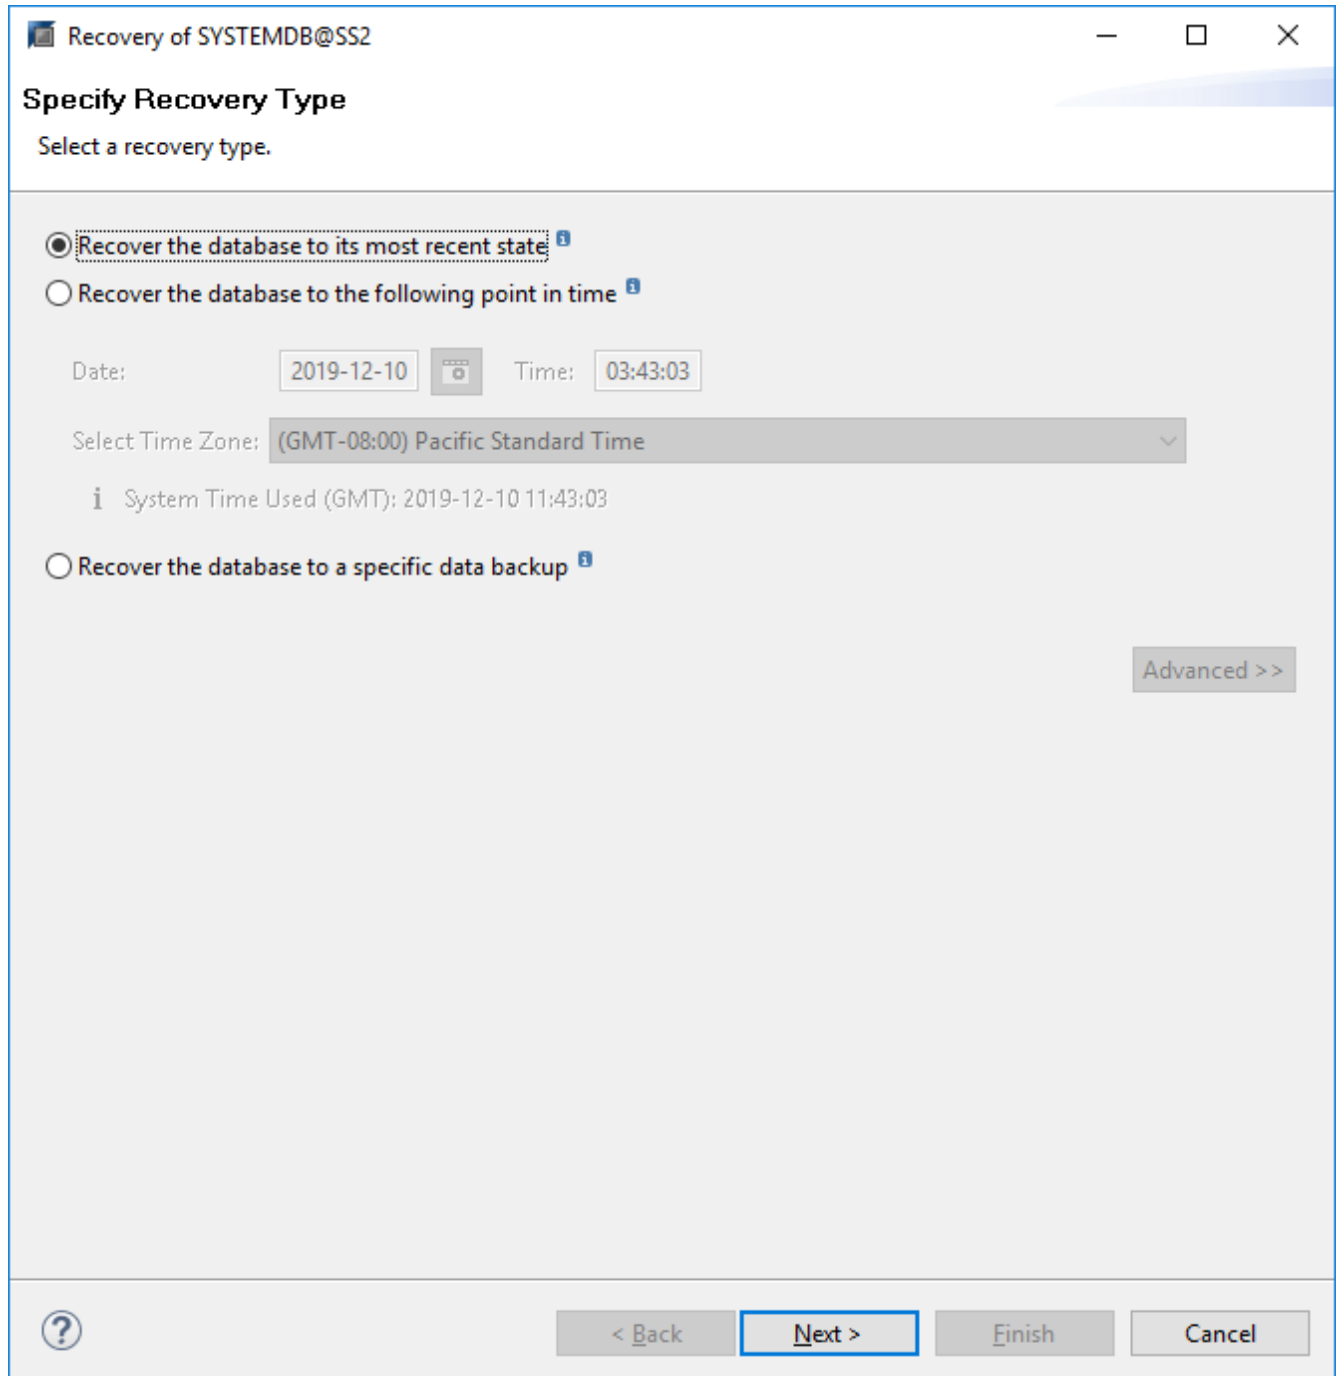 Recovery of SYSTEMDB@SS2
Specify Recovery Type
Select a recovery type.
Recover the database to its most recent state
Recover the database to the following point in time
Date: 2019-12-10 Time: 03:43:03
Select Time Zone: (GMT-08:00) Pacific Standard Time
System Time Used (GMT): 2019-12-10 11:43:03
Recover the database to a specific data backup
Advanced >>
< Back Next > Finish Cancel